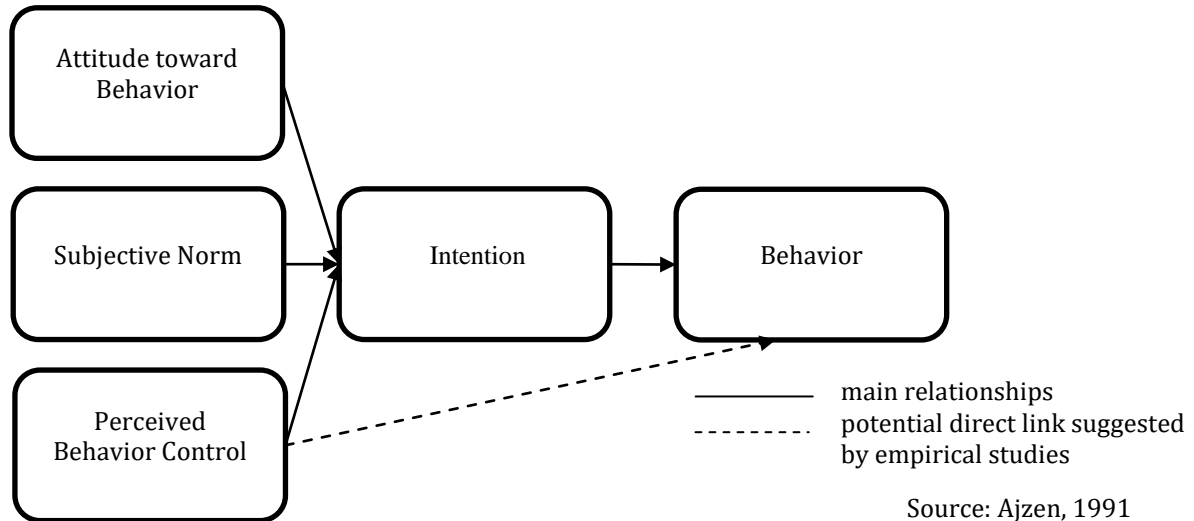 Attitude toward
Behavior
Subjective Norm
Intention
Behavior
Perceived
Behavior Control
main relationships
potential direct link suggested
by empirical studies
Source: Ajzen, 1991